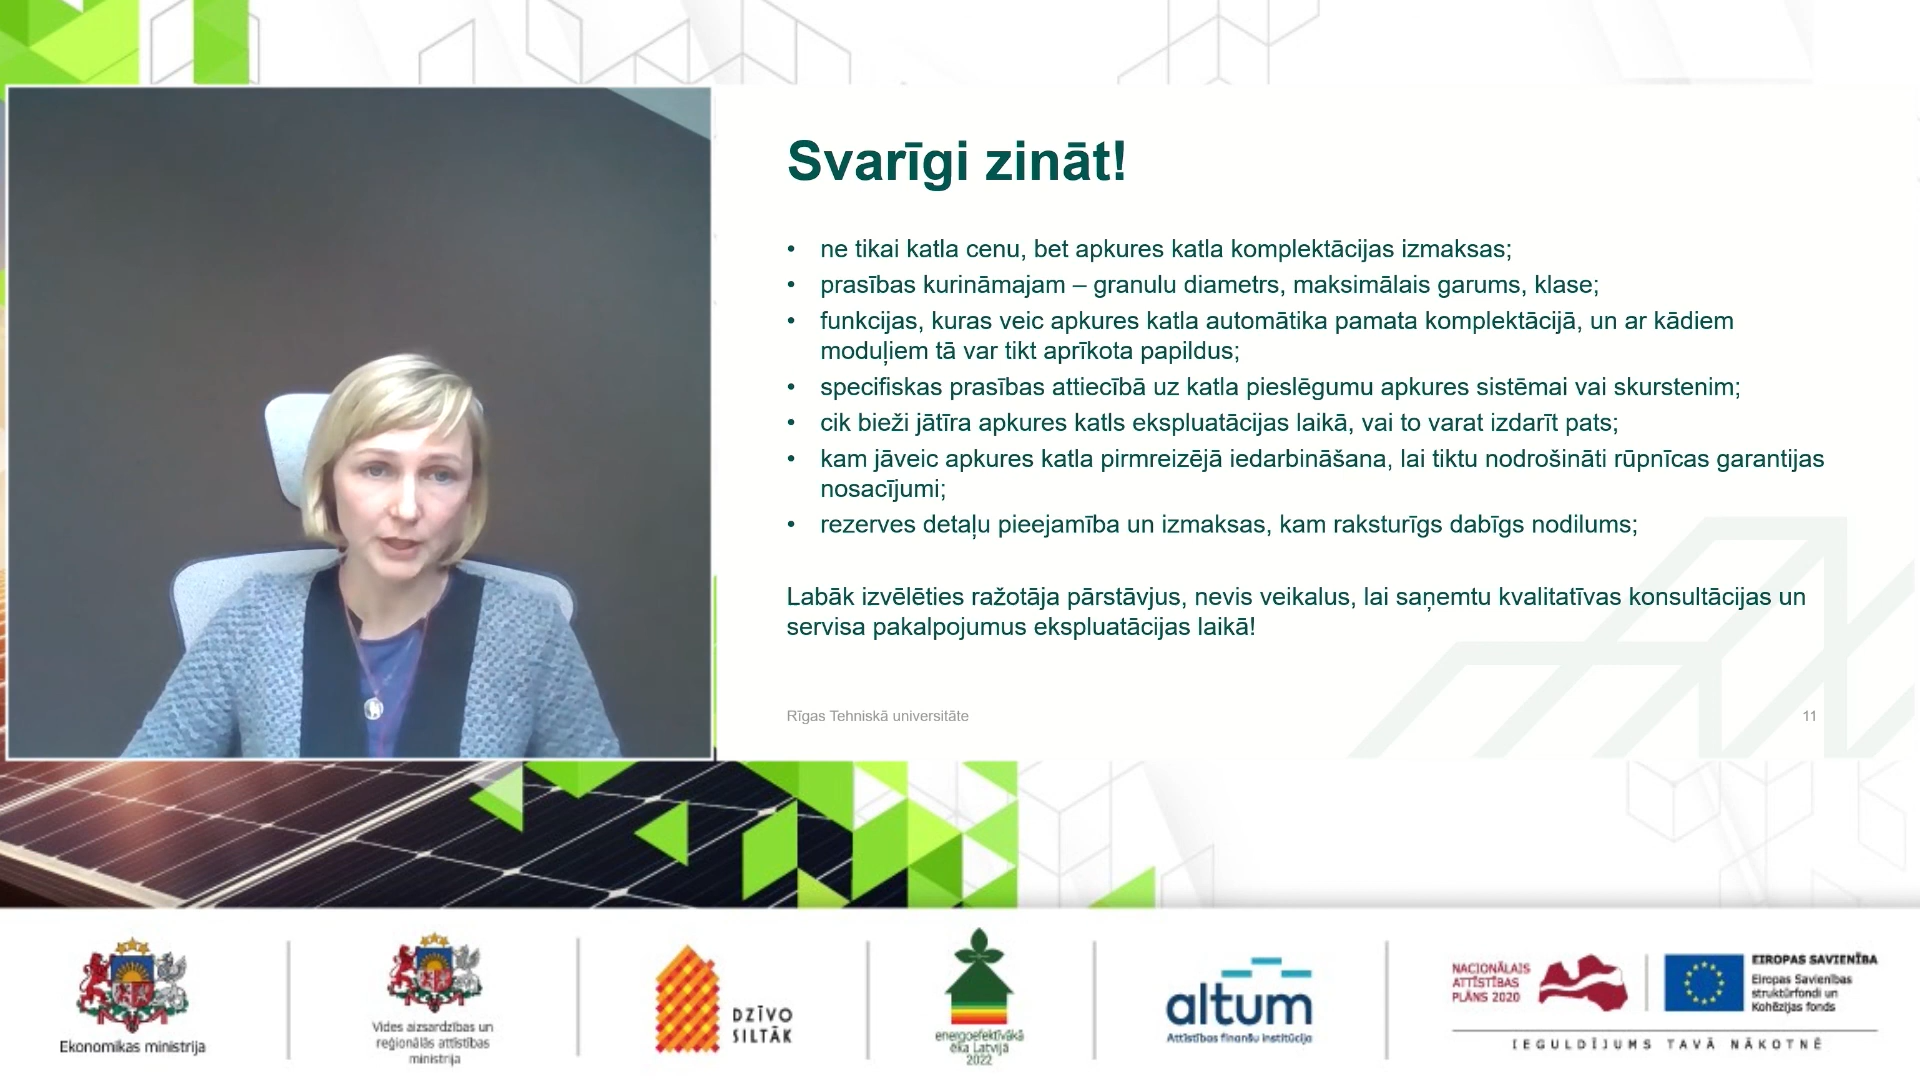 Svarīgi zināt!
• ne tikai katla cenu, bet apkures katla komplektācijas izmaksas;
• prasības kurināmajam – granulu diametrs, maksimālais garums, klase;
• funkcijas, kuras veic apkures katla automātika pamata komplektācijā, un ar kādiem
moduļiem tā var tikt aprīkota papildus;
• specifiskas prasības attiecībā uz katla pieslēgumu apkures sistēmai vai skurstenim;
• cik bieži jātīra apkures katls ekspluatācijas laikā, vai to varat izdarīt pats;
• kam jāveic apkures katla pirmreizējā iedarbināšana, lai tiktu nodrošināti rūpnīcas garantijas
nosacījumi;
• rezerves detaļu pieejamība un izmaksas, kam raksturīgs dabīgs nodilums;
Labāk izvēlēties ražotāja pārstāvjus, nevis veikalus, lai saņemtu kvalitatīvas konsultācijas un
servisa pakalpojumus ekspluatācijas laikā!
Rīgas Tehniskā universitāte
11
Ekonomikas ministrija
Vides aizsardzības un
reģionālās attīstības
ministrija
DZĪVO
SILTĀK
energoefektīvākā
ēka Latvijā
2022
altum
Attīstības finanšu institūcija
NACIONĀLAIS
ATTĪSTĪBAS
PLĀNS 2020
EIROPAS SAVIENĪBA
Eiropas Savienības
struktūrfondi un
Kohēzijas fonds
IEGULDĪJUMS TAVĀ NĀKOTNĒ